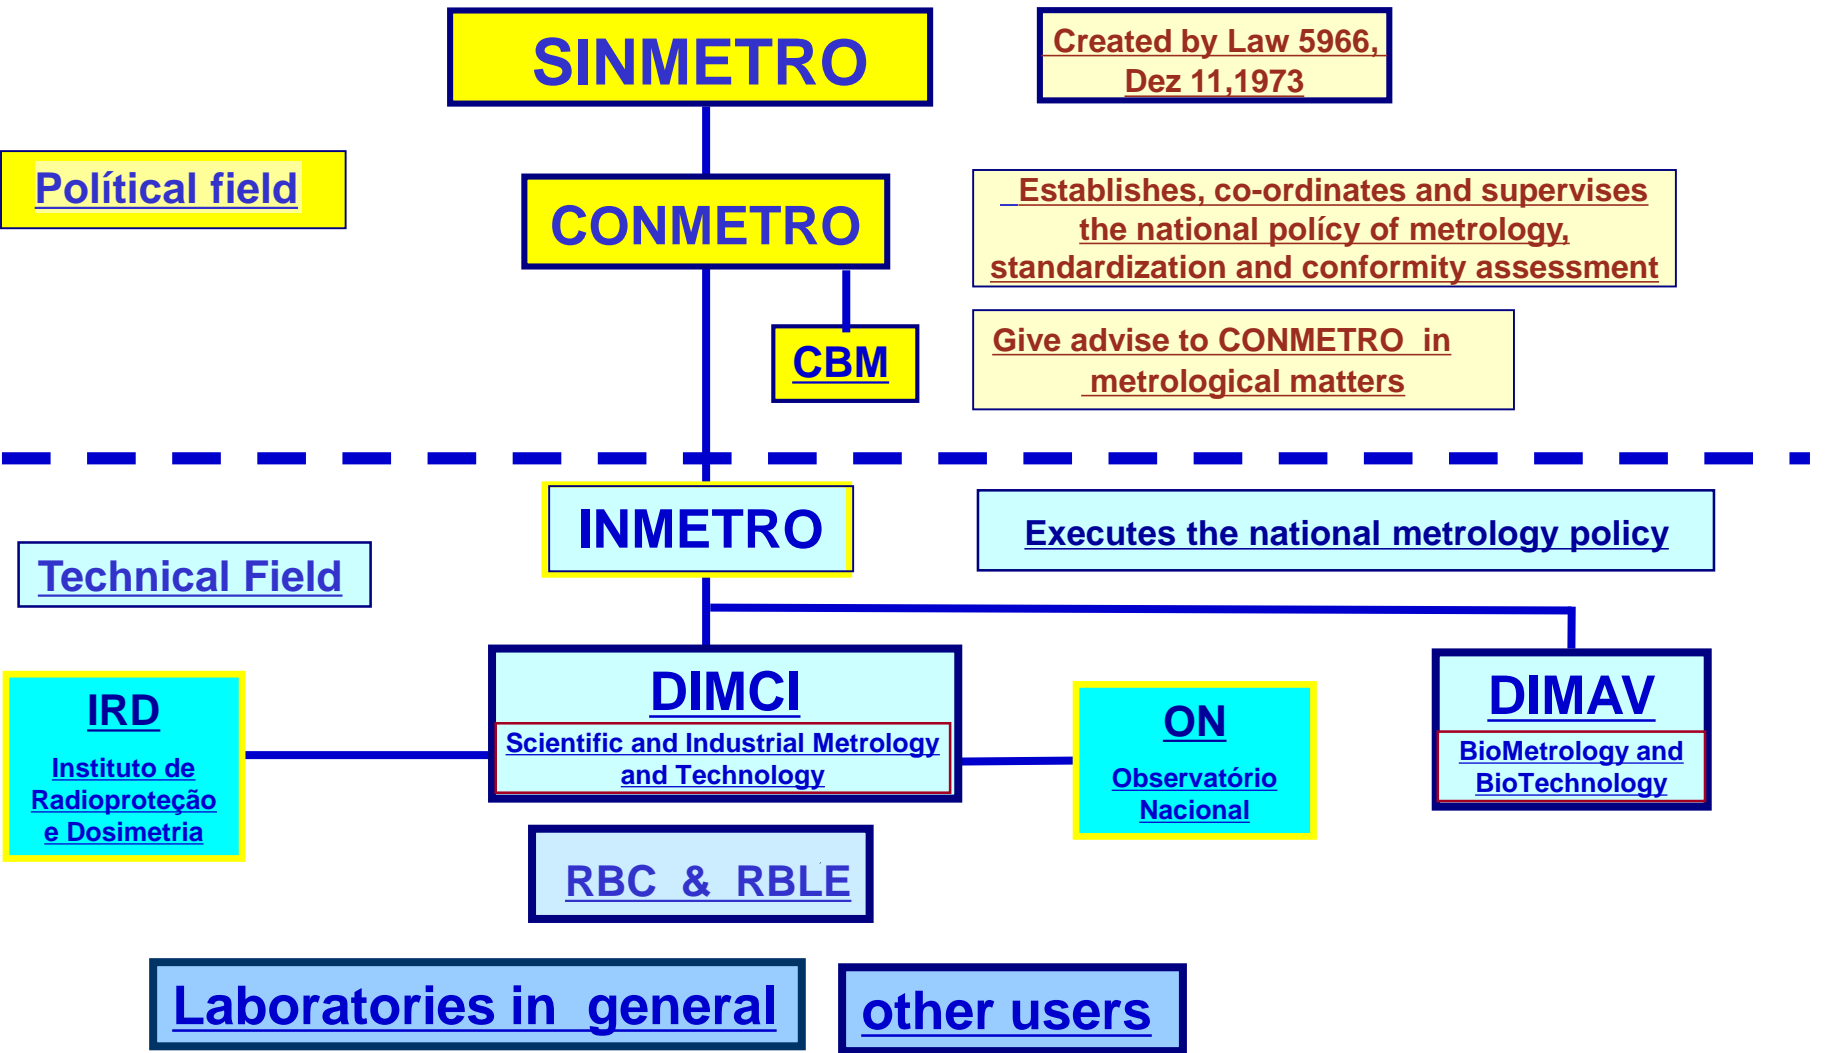 SINMETRO
Created by Law 5966,
Dez 11,1973
Polítical field
CONMETRO
Establishes, co-ordinates and supervises
the national polícy of metrology,
standardization and conformity assessment
CBM
Give advise to CONMETRO in
metrological matters
INMETRO
Executes the national metrology policy
Technical Field
IRD
Instituto de
Radioproteção
e Dosimetria
DIMCI
Scientific and Industrial Metrology
and Technology
ON
Observatório
Nacional
DIMAV
BioMetrology and
BioTechnology
RBC & RBLE
Laboratories in general
other users